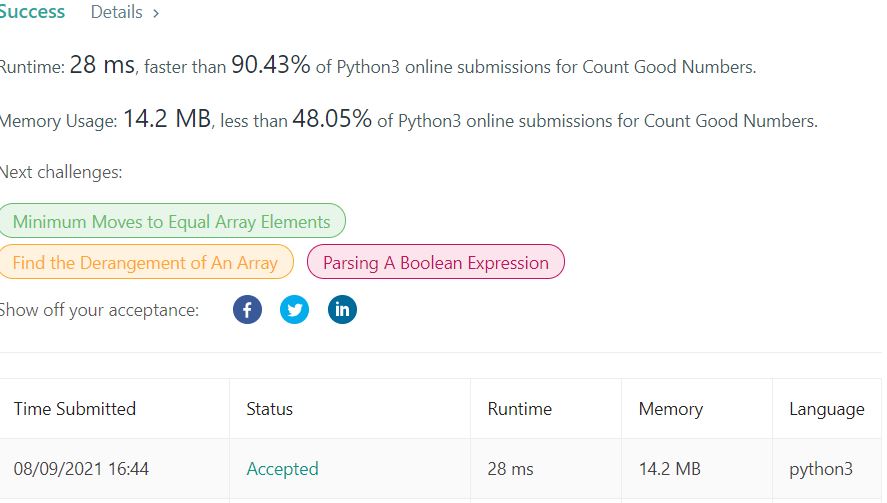 Success Details >
Runtime: 28 ms, faster than 90.43% of Python3 online submissions for Count Good Numbers.
Memory Usage: 14.2 MB, less than 48.05% of Python3 online submissions for Count Good Numbers.
Next challenges:
Minimum Moves to Equal Array Elements
Find the Derangement of An Array Parsing A Boolean Expression
Show off your acceptance: f in
Time Submitted Status Runtime Memory Language
08/09/2021 16:44 Accepted 28 ms 14.2 MB python3